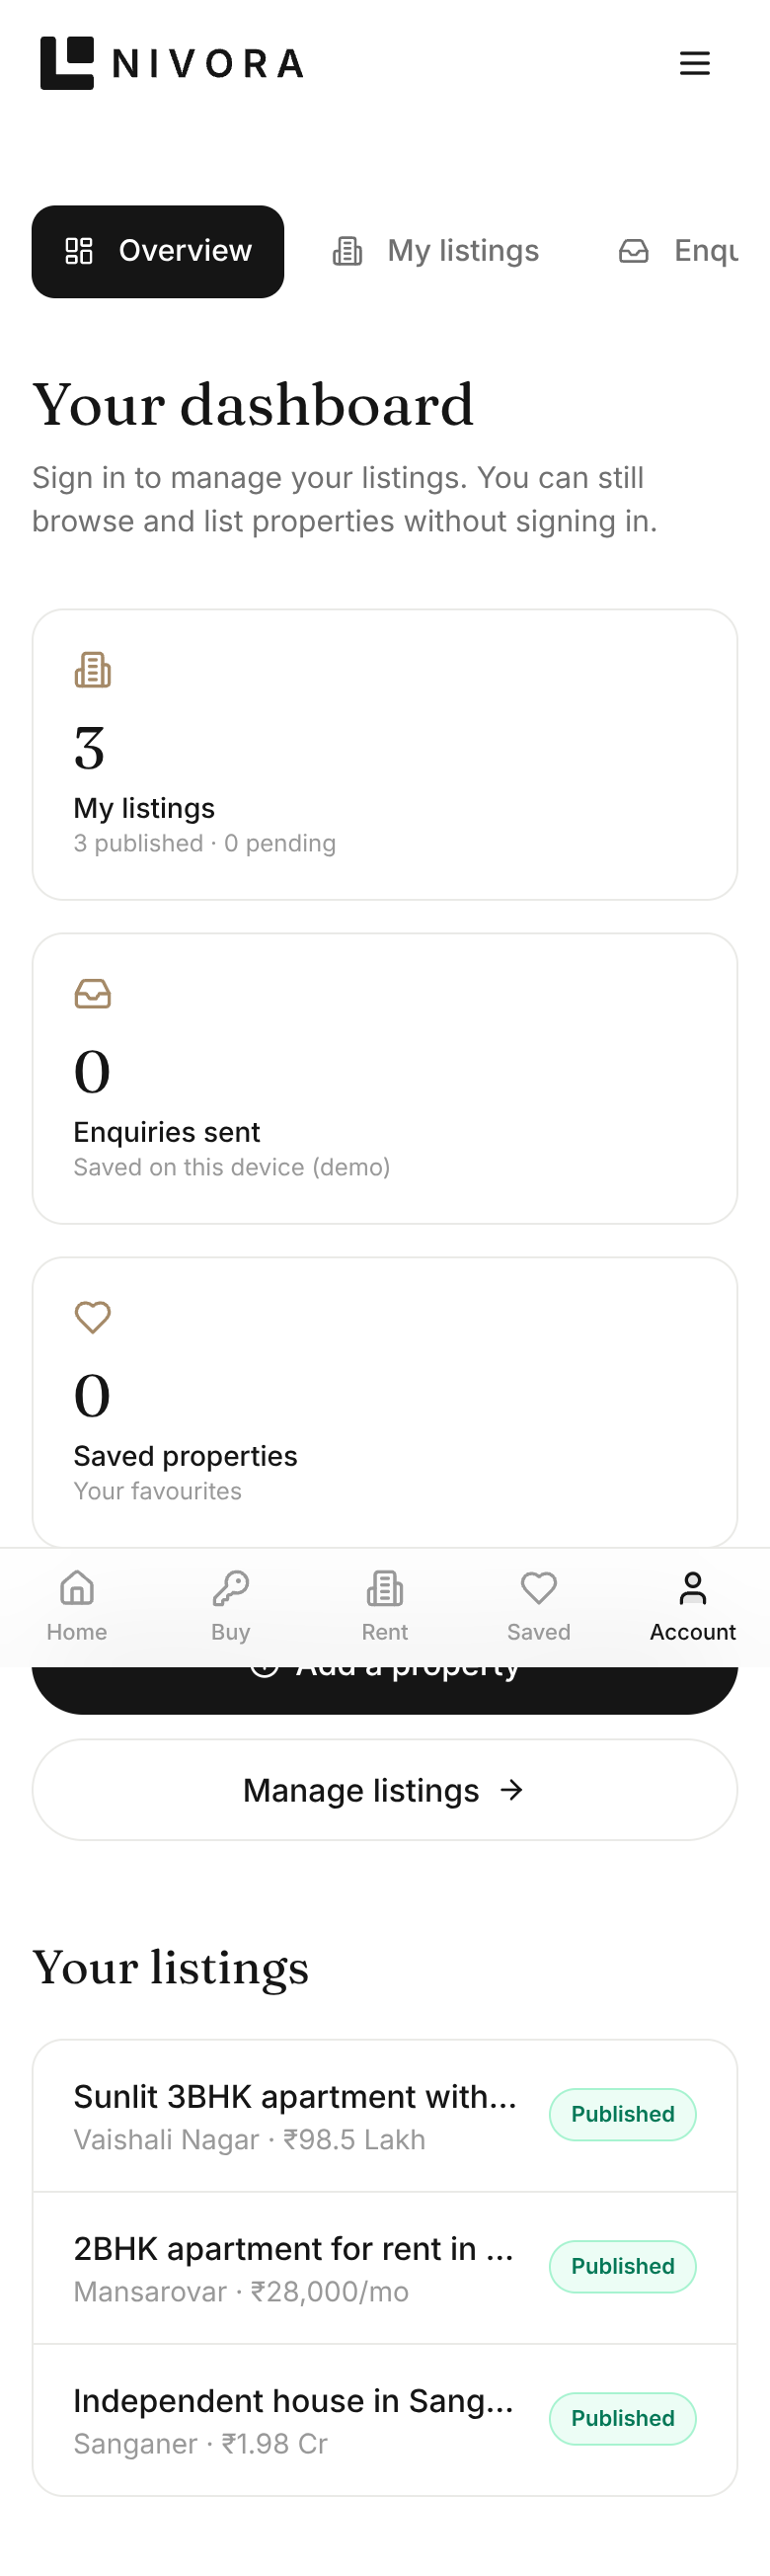 NIVORA
Overview
My listings
Enqu
Your dashboard
Sign in to manage your listings. You can still
browse and list properties without signing in.
3
My listings
3 published · 0 pending
0
Enquiries sent
Saved on this device (demo)
0
Saved properties
Your favourites
Home
Buy
Rent
Saved
Account
Add a property
Manage listings →
Your listings
Sunlit 3BHK apartment with...
Published
Vaishali Nagar · ₹98.5 Lakh
2BHK apartment for rent in ...
Published
Mansarovar · ₹28,000/mo
Independent house in Sang...
Published
Sanganer · ₹1.98 Cr